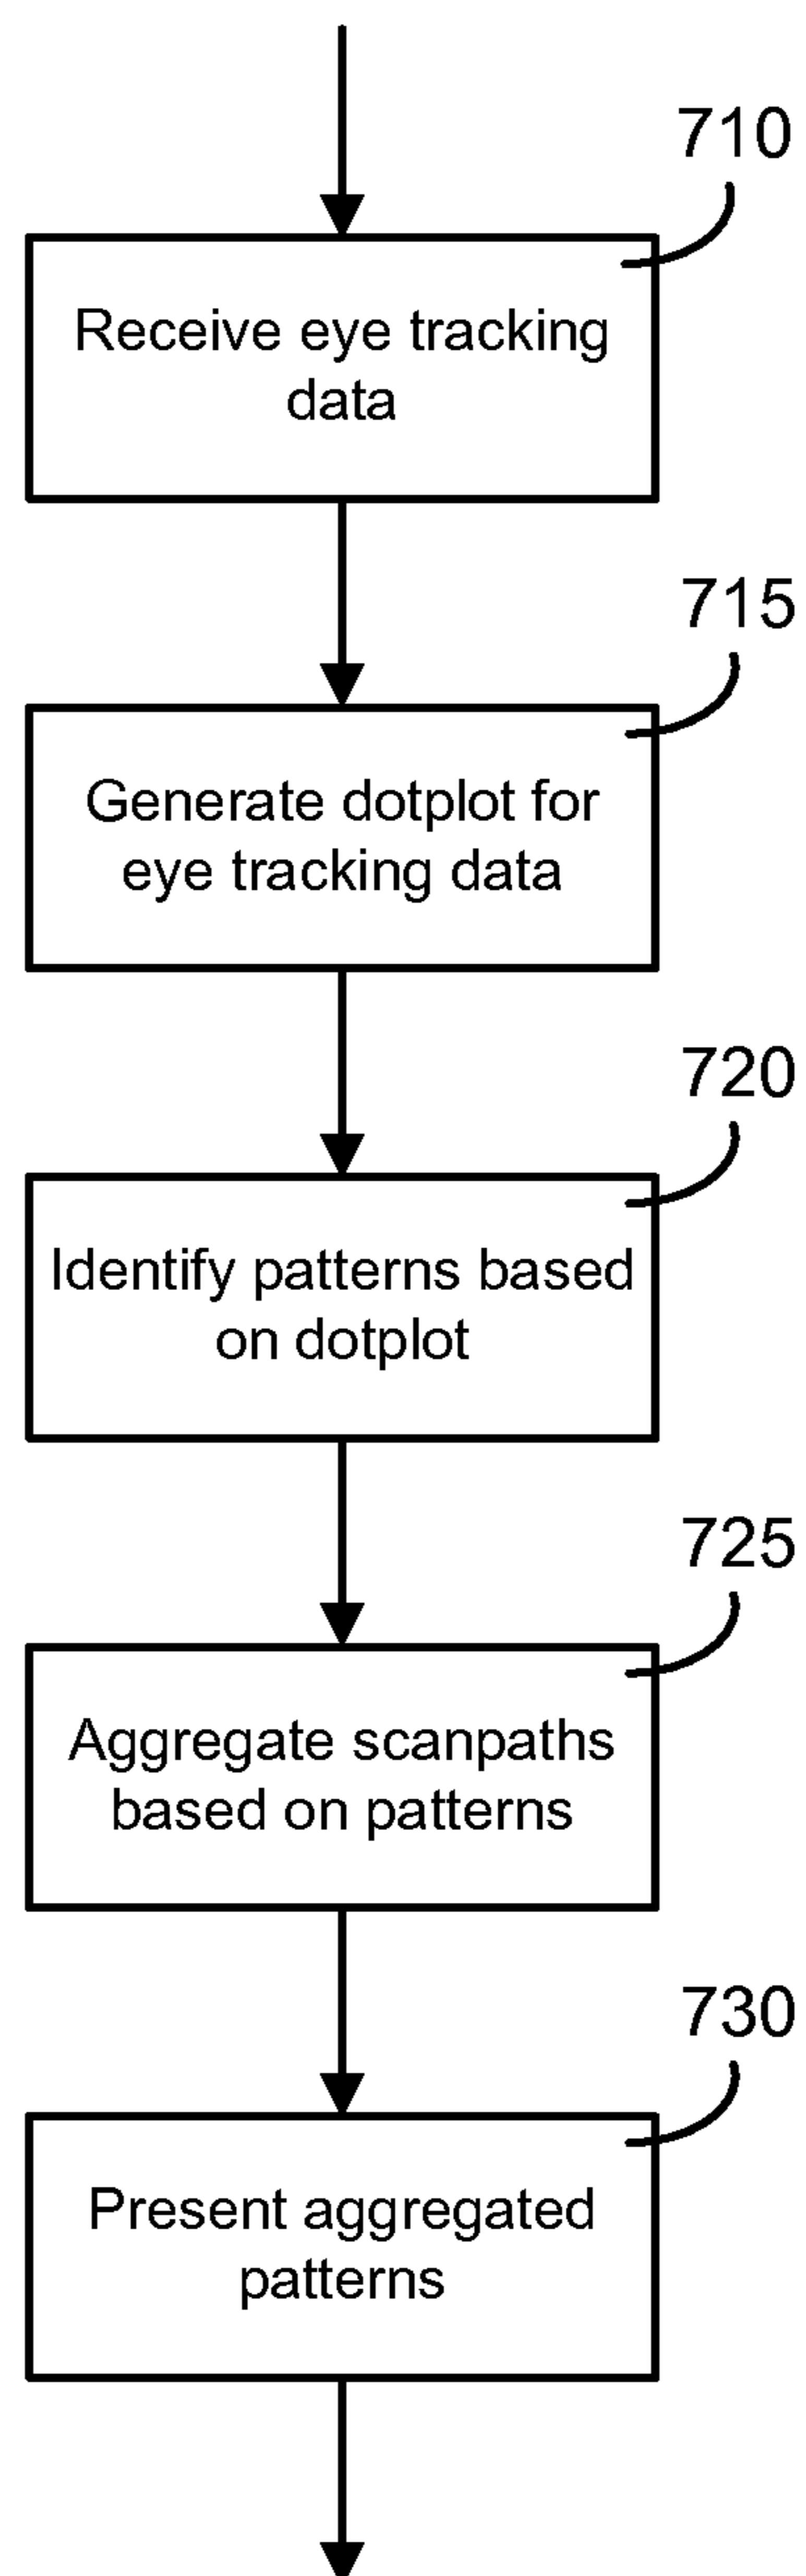 710
Receive eye tracking
data
715
Generate dotplot for
eye tracking data
720
Identify patterns based
on dotplot
725
Aggregate scanpaths
based on patterns
730
Present aggregated
patterns